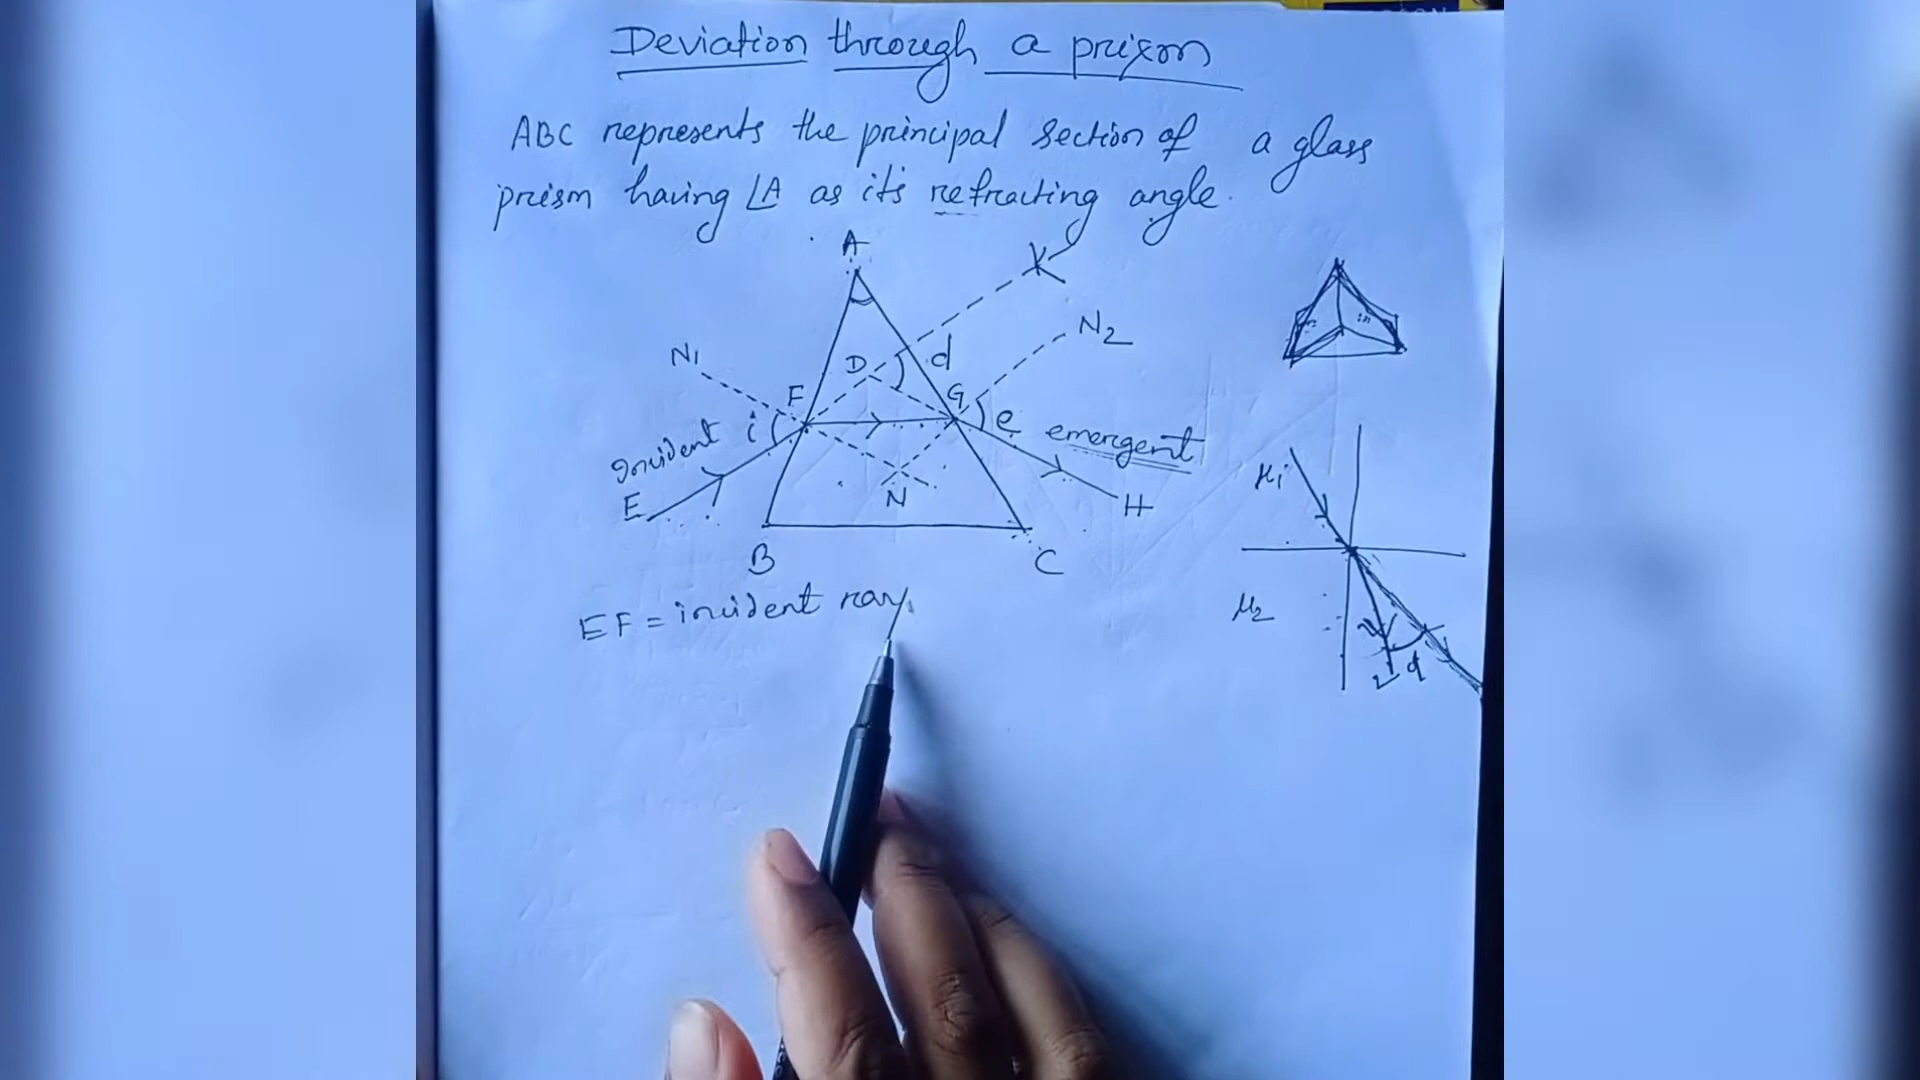 Deviation through a prism
ABC represents the principal section of a glass
prism having ∠A as its refracting angle.
A
K
N1
N2
D
d
F
G
i
e
Incident
emergent
E
N
H
B
C
EF = incident ray
μ1
μ2
d